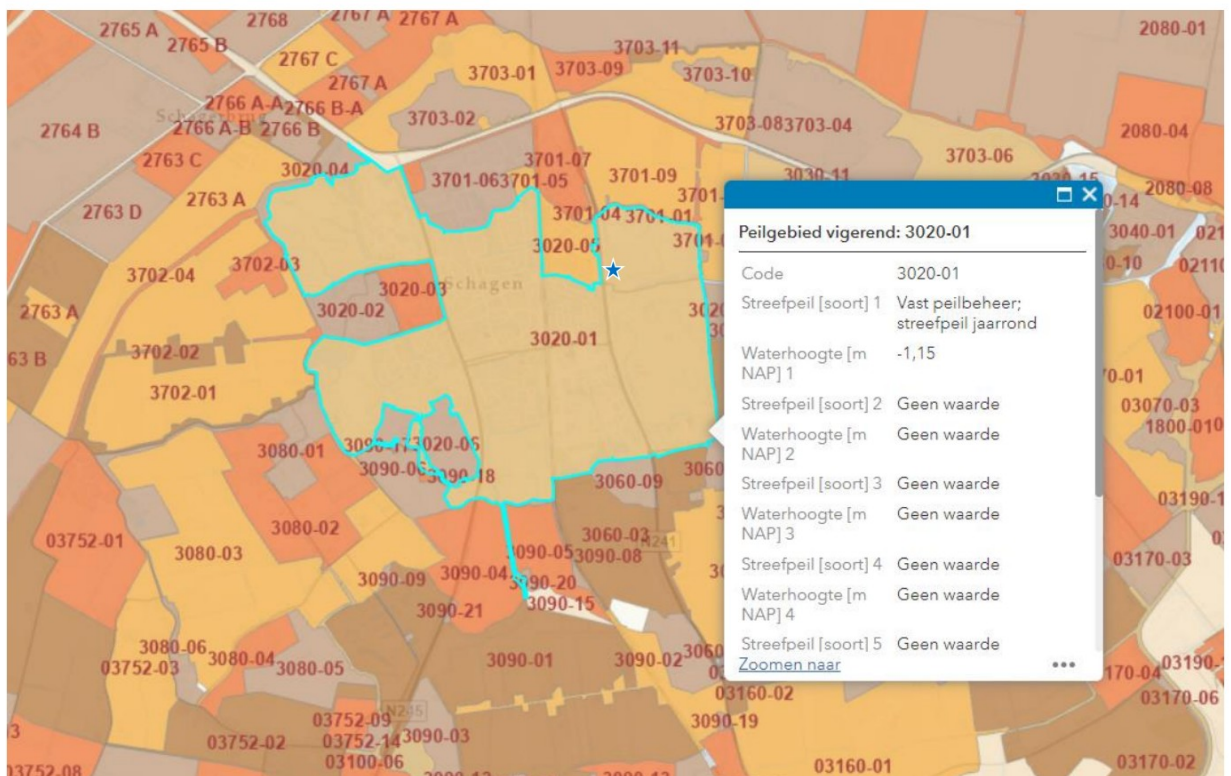 2765 A
2765 B
2768
2767 A
2767 A
2767 C
2767 A
2080-01
3703-11
3703-01
3703-09
3703-10
2766 A-A
2766 B-A
2764 B
Schagerbrug
2766 A-B
2766 B
3703-02
3703-08
3703-04
2080-04
2763 C
3020-04
3701-07
3701-06
3701-05
3701-09
3030-11
3703-06
2080-08
2763 D
2763 A
3701-04
3701-01
3040-01
3702-04
3702-03
3020-05
3020-03
Schagen
3020-02
3020-01
2763 A
02100-01
3702-02
3702-01
03070-03
3080-01
3020-06
3090-18
3060-09
03752-01
3080-02
3080-03
3060-03
N241
3090-05
3090-08
03170-03
3090-09
3090-04
3090-20
3090-15
3090-21
3080-06
03752-03
3080-04
3080-05
3090-01
3090-02
03170-06
N245
03160-02
3090-19
03752-09
03752-02
03752-14
3090-03
03100-06
03160-01
03170-02
Peilgebied vigerend: 3020-01
Code 3020-01
Streefpeil [soort] 1 Vast peilbeheer;
streefpeil jaarrond
Waterhoogte [m -1,15
NAP] 1
Streefpeil [soort] 2 Geen waarde
Waterhoogte [m Geen waarde
NAP] 2
Streefpeil [soort] 3 Geen waarde
Waterhoogte [m Geen waarde
NAP] 3
Streefpeil [soort] 4 Geen waarde
Waterhoogte [m Geen waarde
NAP] 4
Streefpeil [soort] 5 Geen waarde
Zoomen naar